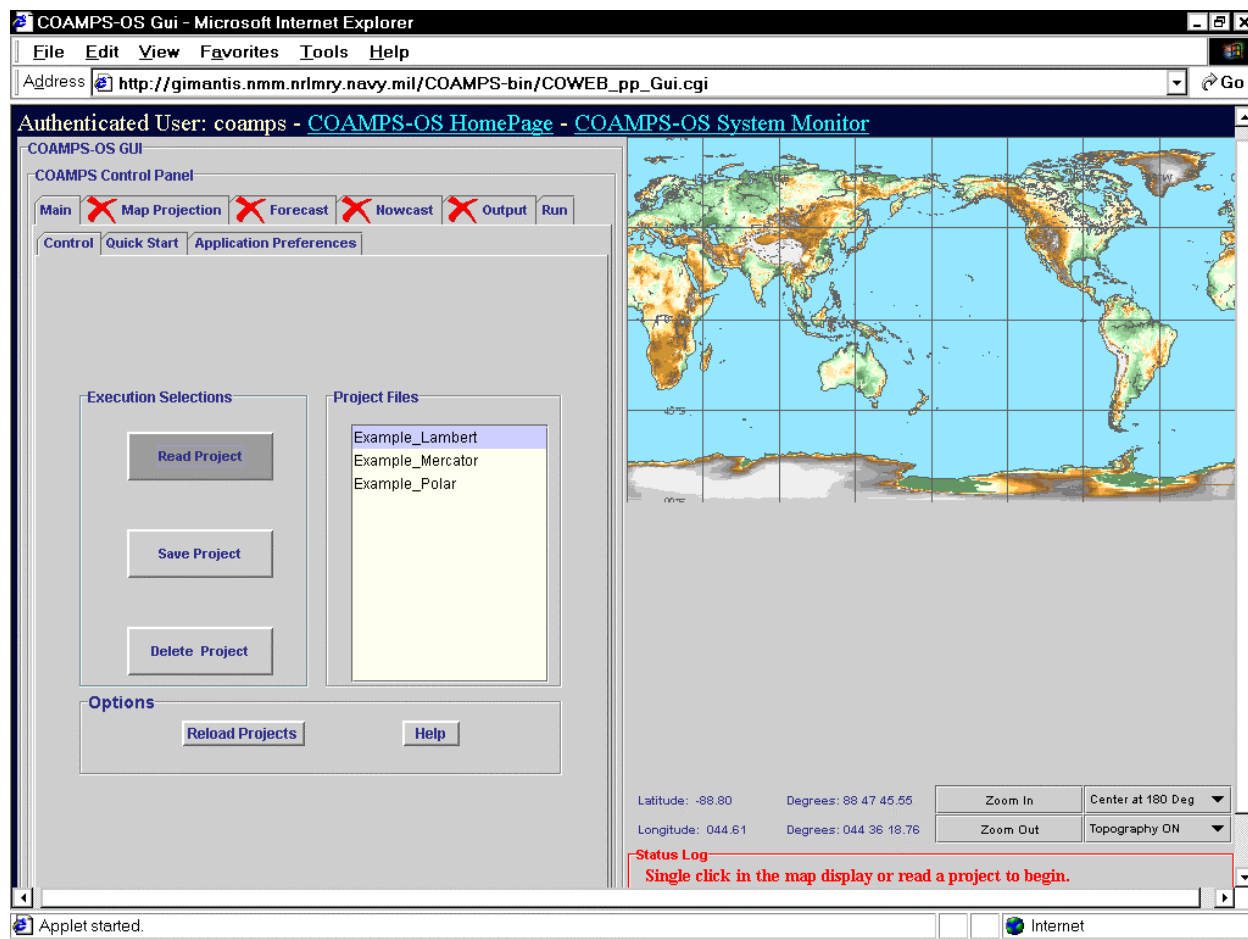 COAMPS-OS Gui - Microsoft Internet Explorer
File Edit View Favorites Tools Help
Address http://gimantis.nmm.nrlmry.navy.mil/COAMPS-bin/COWEB_pp_Gui.cgi Go
Authenticated User: coamps - COAMPS-OS HomePage - COAMPS-OS System Monitor
COAMPS-OS GUI
COAMPS Control Panel
Main Map Projection Forecast Nowcast Output Run
Control Quick Start Application Preferences
Execution Selections
Read Project
Save Project
Delete Project
Project Files
Example_Lambert
Example_Mercator
Example_Polar
Options
Reload Projects Help
45°S
Latitude: -88.80 Degrees: 88 47 45.55 Zoom In Center at 180 Deg
Longitude: 044.61 Degrees: 044 36 18.76 Zoom Out Topography ON
Status Log
Single click in the map display or read a project to begin.
Applet started. Internet